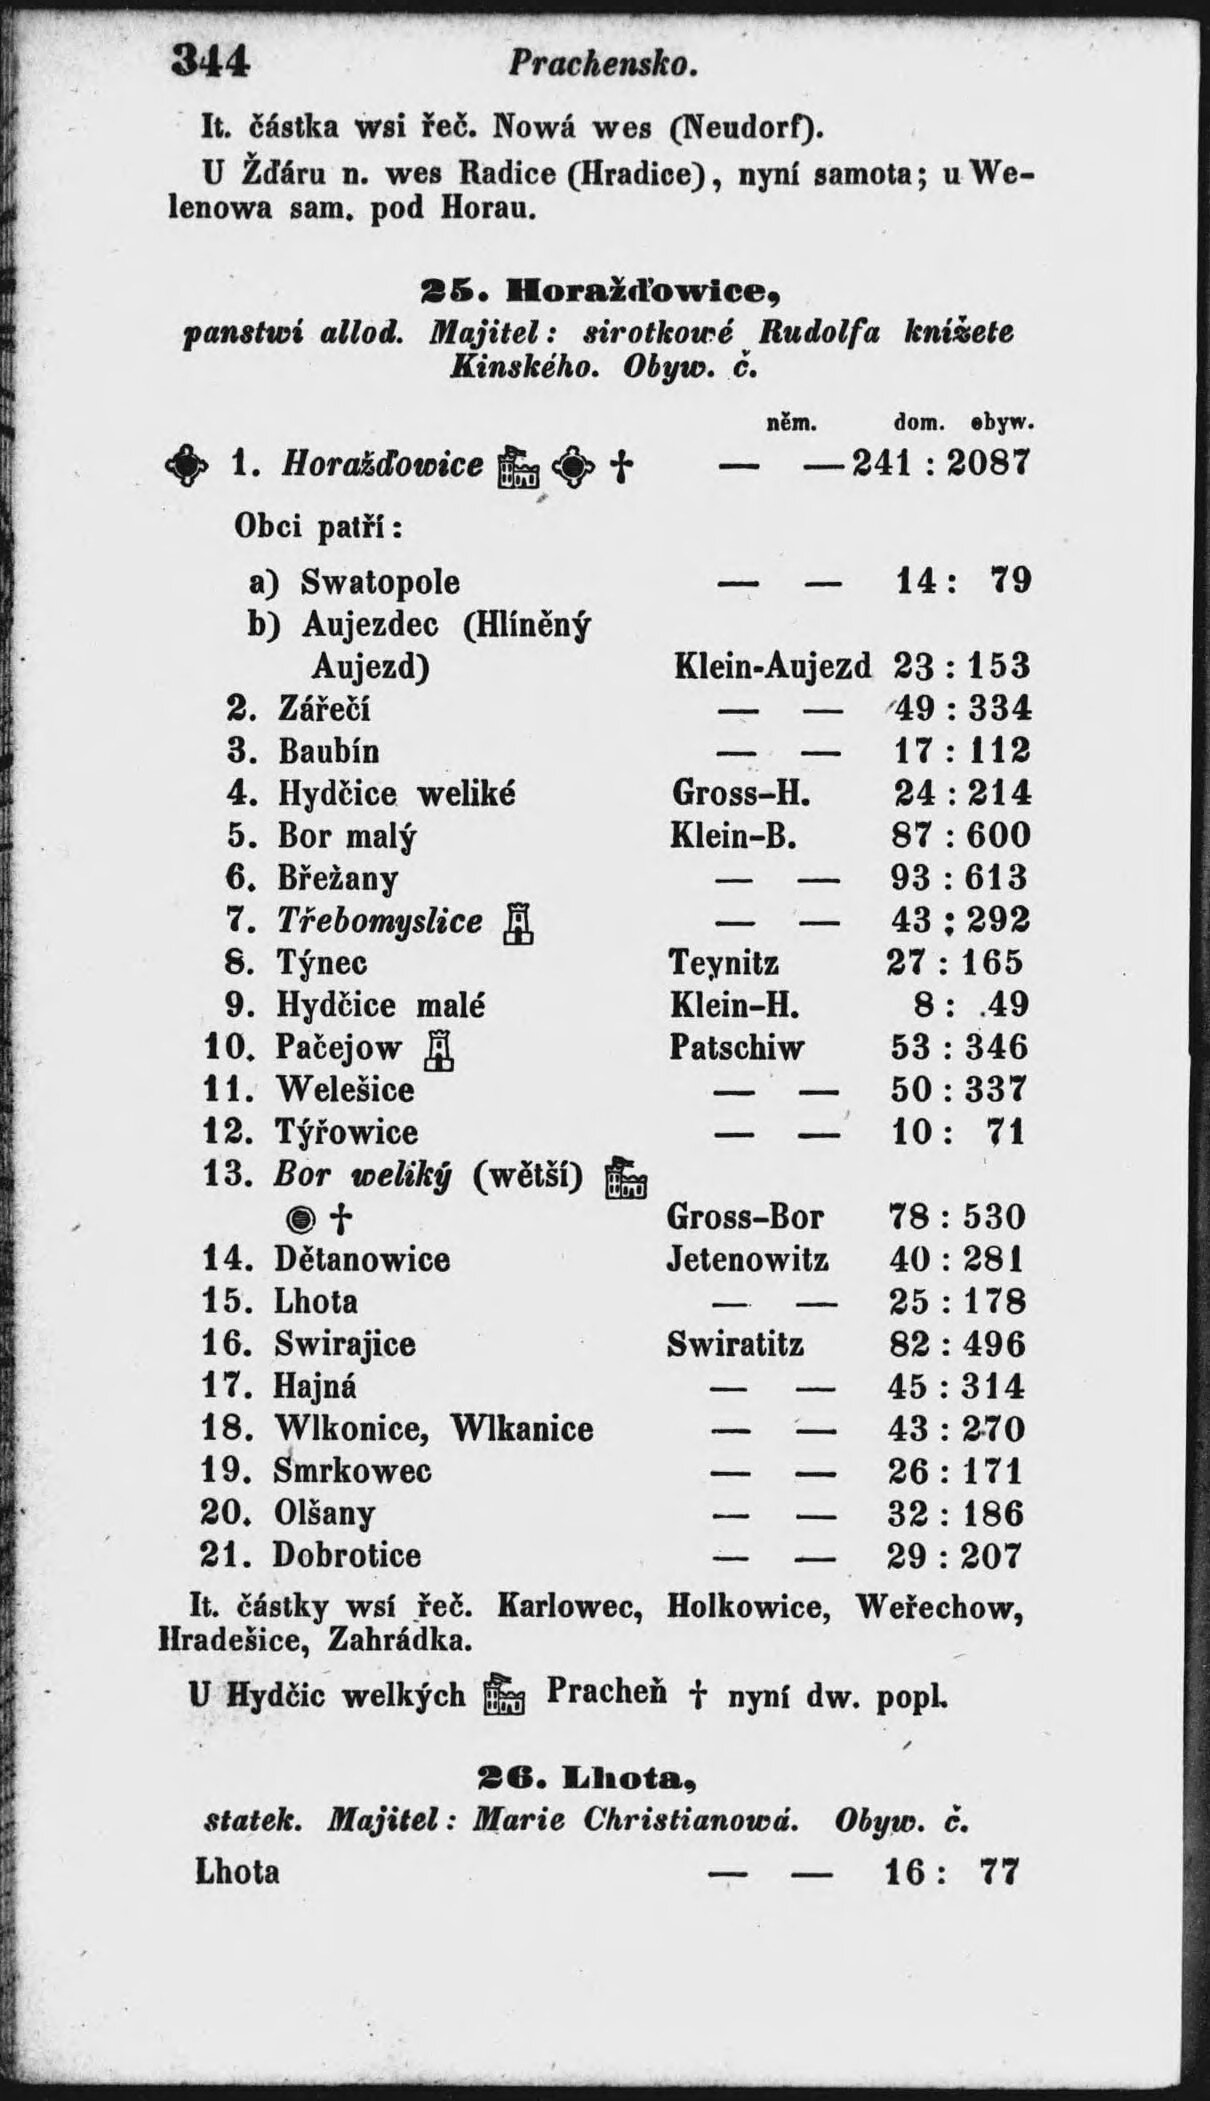 344 Prachensko.
It. částka wsi řeč. Nowá wes (Neudorf).
U Žďáru n. wes Radice (Hradice), nyní samota; u We-
lenowa sam. pod Horau.
25. Horažďowice,
panstwí allod. Majitel: sirotkowé Rudolfa knížete
Kinského. Obyw. č.
něm. dom. obyw.
1. Horažďowice † — — 241 : 2087
Obci patří:
a) Swatopole — — 14 : 79
b) Aujezdec (Hlíněný
Aujezd) Klein-Aujezd 23 : 153
2. Zářečí — — 49 : 334
3. Baubín — — 17 : 112
4. Hydčice weliké Gross-H. 24 : 214
5. Bor malý Klein-B. 87 : 600
6. Břežany — — 93 : 613
7. Třebomyslice — — 43 : 292
8. Týnec Teynitz 27 : 165
9. Hydčice malé Klein-H. 8 : 49
10. Pačejow Patschiw 53 : 346
11. Welešice — — 50 : 337
12. Týřowice — — 10 : 71
13. Bor weliký (wětší)
† Gross-Bor 78 : 530
14. Dětanowice Jetenowitz 40 : 281
15. Lhota — — 25 : 178
16. Swirajice Swiratitz 82 : 496
17. Hajná — — 45 : 314
18. Wlkonice, Wlkanice — — 43 : 270
19. Smrkowec — — 26 : 171
20. Olšany — — 32 : 186
21. Dobrotice — — 29 : 207
It. částky wsí řeč. Karlowec, Holkowice, Weřechow,
Hradešice, Zahrádka.
U Hydčic welkých Pracheň † nyní dw. popl.
26. Lhota,
statek. Majitel: Marie Christianowá. Obyw. č.
Lhota — — 16 : 77